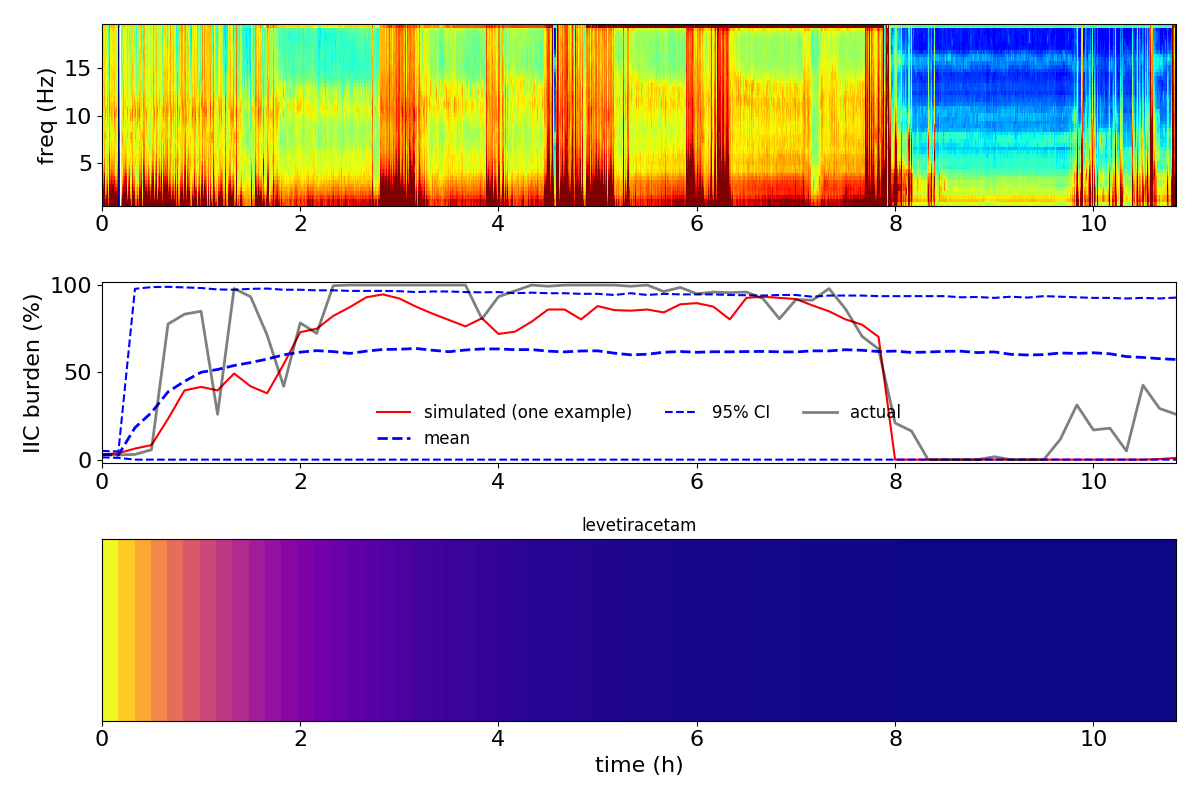 freq (Hz)
15
10
5
0 2 4 6 8 10
IIC burden (%)
100
50
0
simulated (one example) 95% CI actual
mean
0 2 4 6 8 10
levetiracetam
0 2 4 6 8 10
time (h)